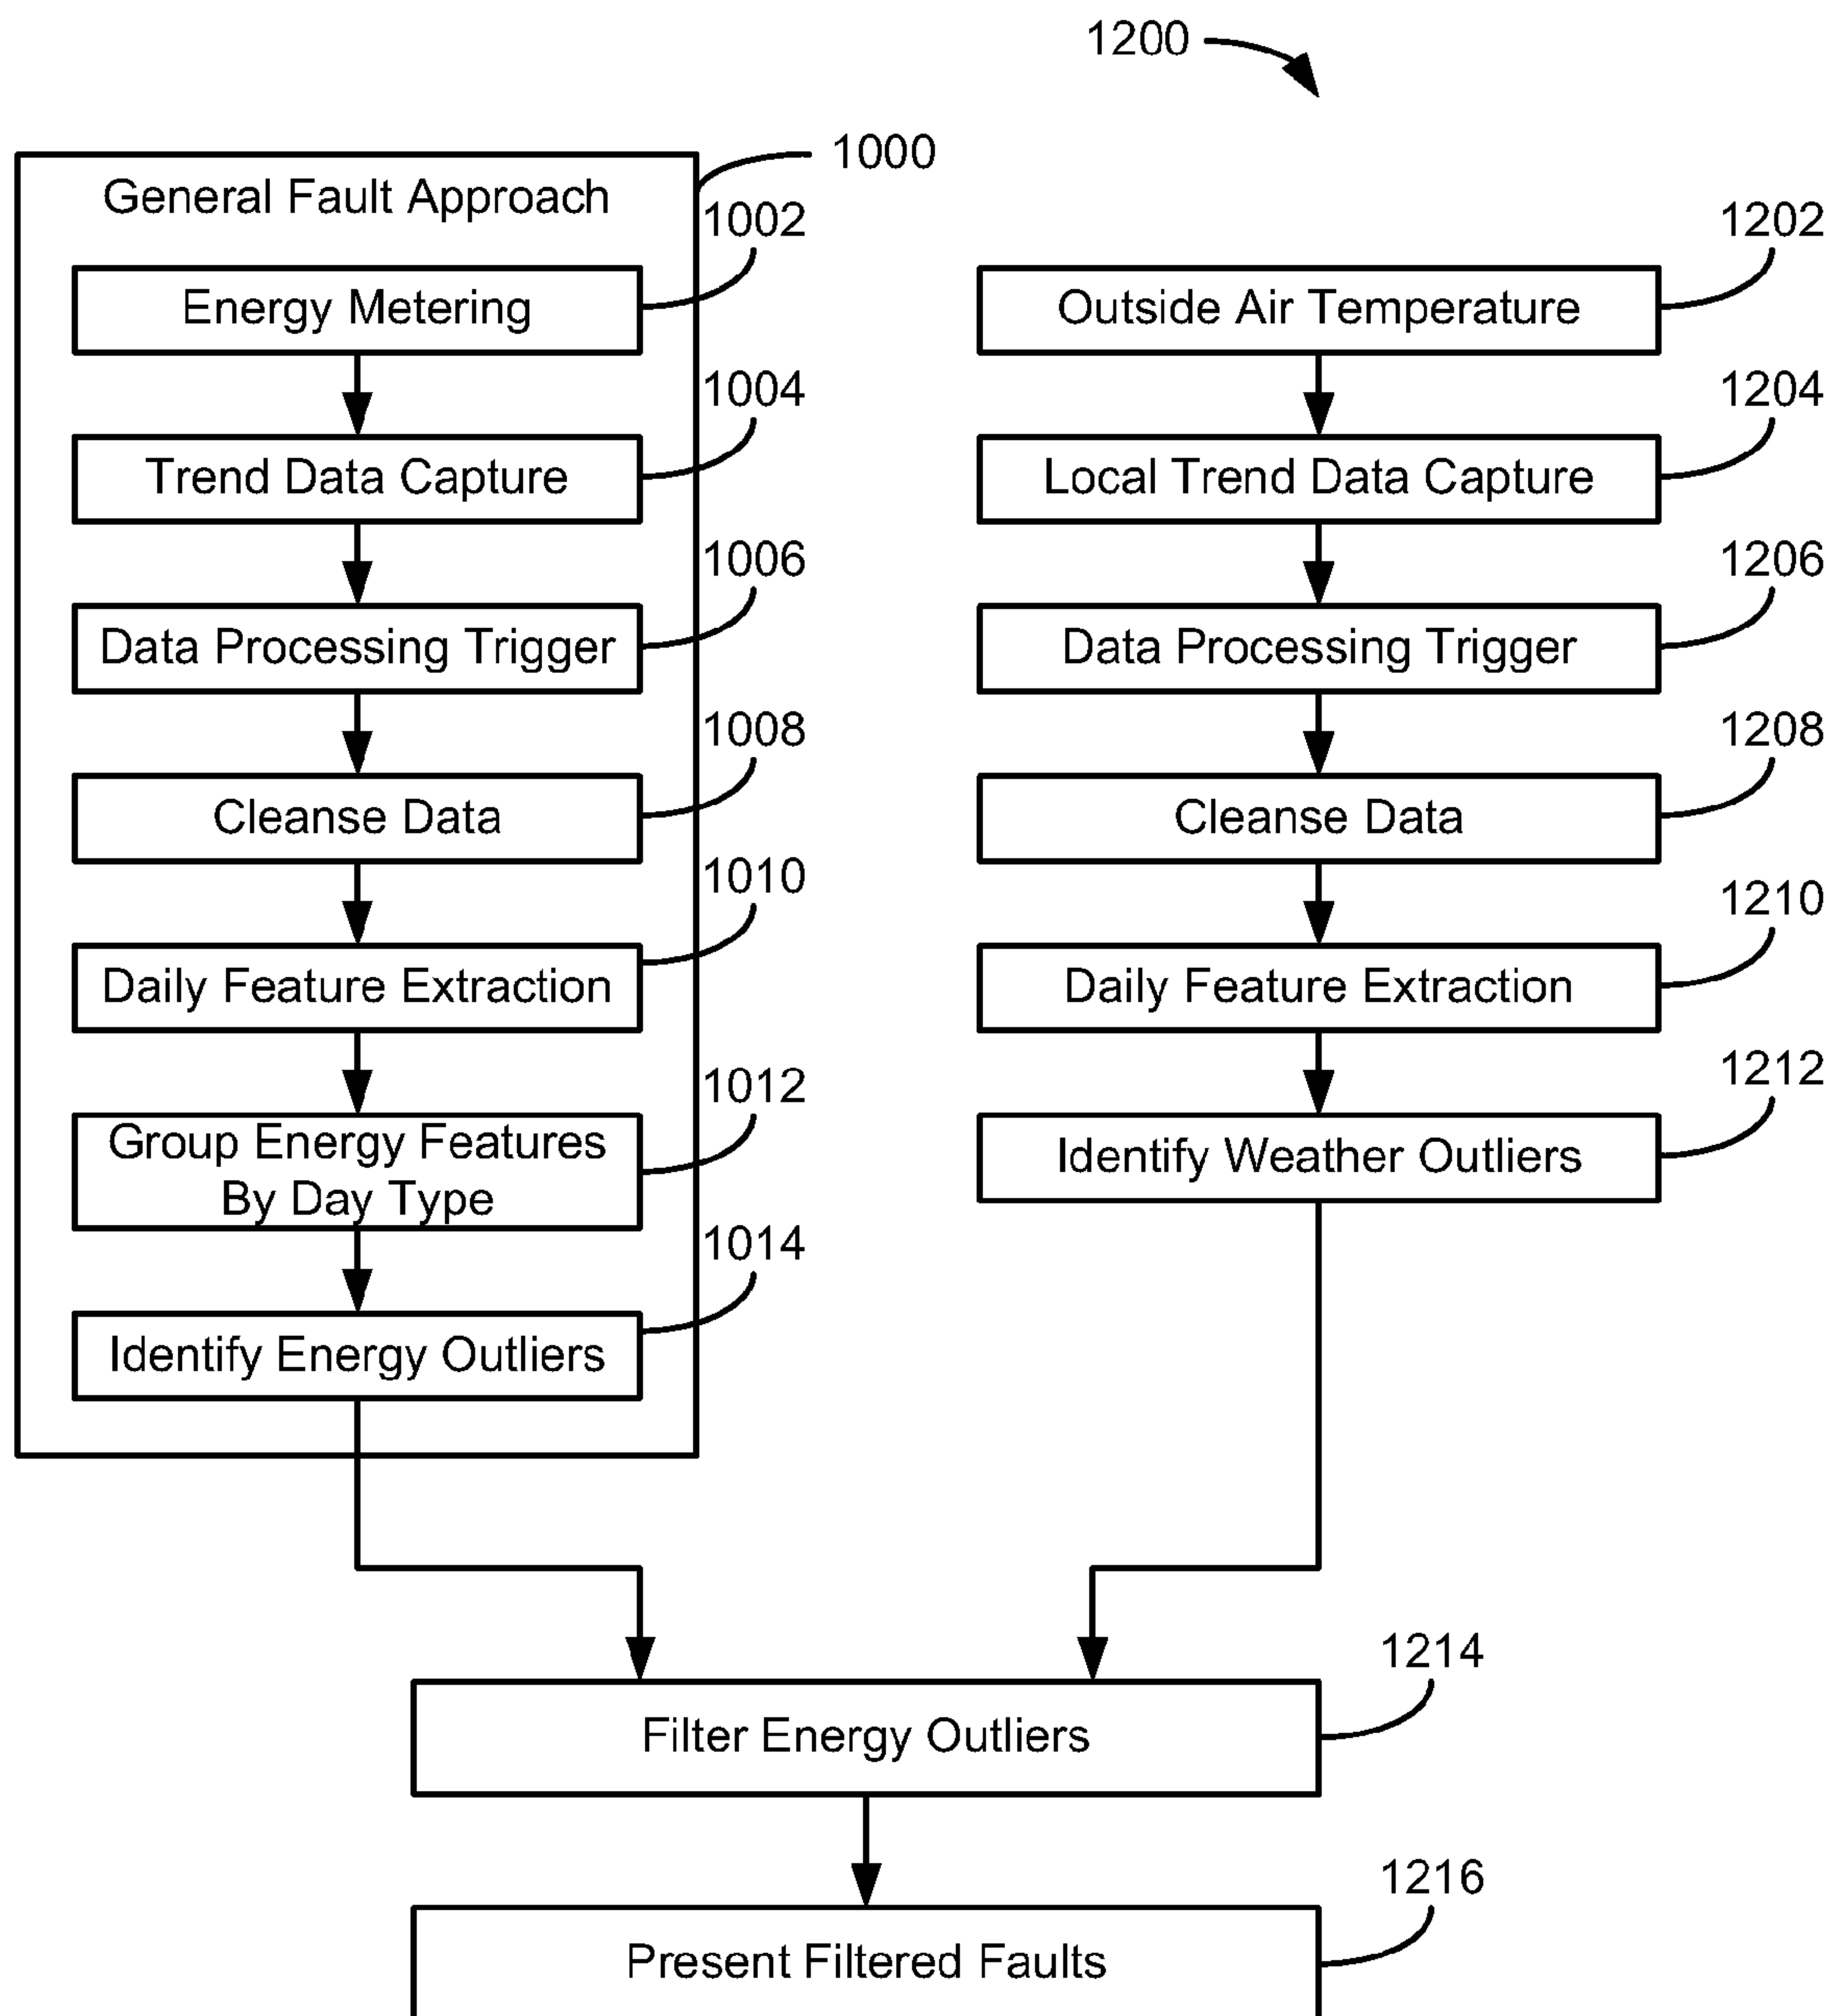 1200
1000
General Fault Approach
1002
Energy Metering
1004
Trend Data Capture
1006
Data Processing Trigger
1008
Cleanse Data
1010
Daily Feature Extraction
1012
Group Energy Features
By Day Type
1014
Identify Energy Outliers
1202
Outside Air Temperature
1204
Local Trend Data Capture
1206
Data Processing Trigger
1208
Cleanse Data
1210
Daily Feature Extraction
1212
Identify Weather Outliers
1214
Filter Energy Outliers
1216
Present Filtered Faults